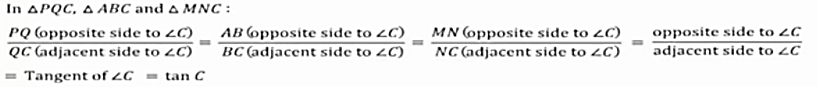 In △PQC, △ ABC and △ MNC :
PQ (opposite side to ∠C) / QC (adjacent side to ∠C) = AB (opposite side to ∠C) / BC (adjacent side to ∠C) = MN (opposite side to ∠C) / NC (adjacent side to ∠C) = opposite side to ∠C / adjacent side to ∠C
= Tangent of ∠C = tan C